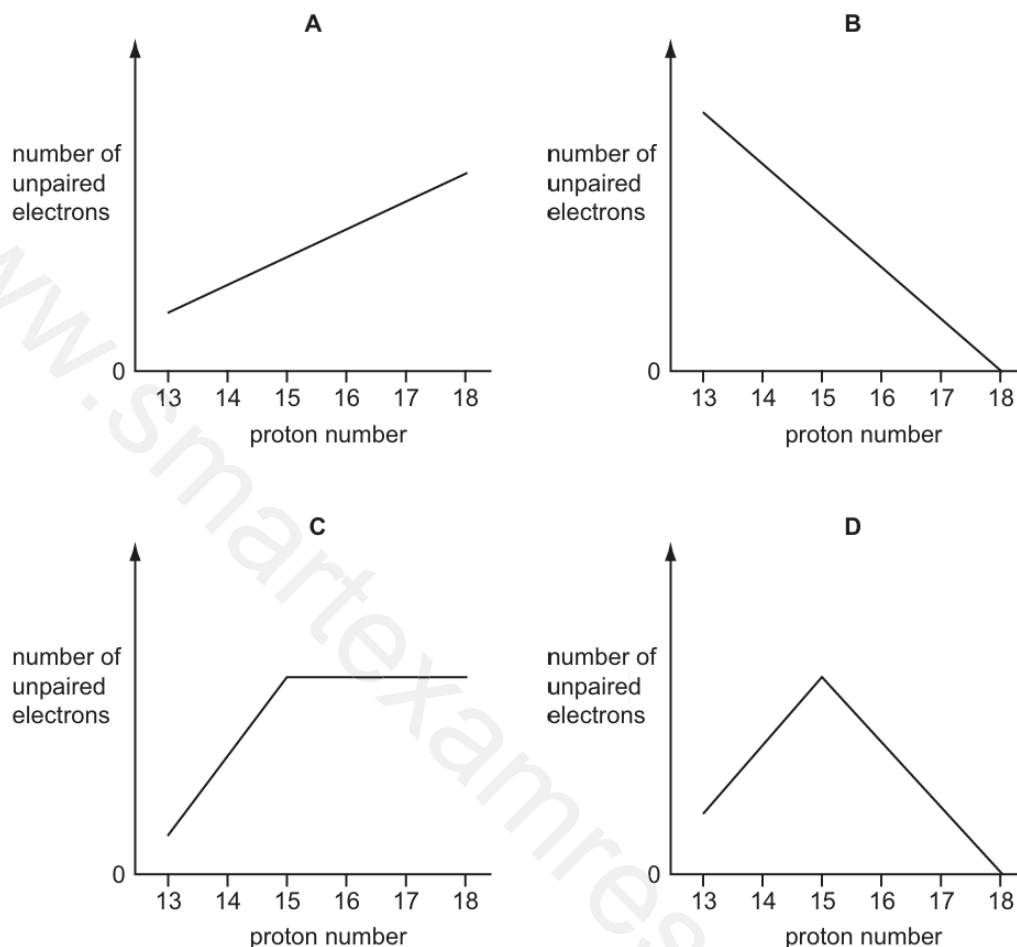 A
number of
unpaired
electrons
0
13 14 15 16 17 18
proton number
B
number of
unpaired
electrons
0
13 14 15 16 17 18
proton number
C
number of
unpaired
electrons
0
13 14 15 16 17 18
proton number
D
number of
unpaired
electrons
0
13 14 15 16 17 18
proton number